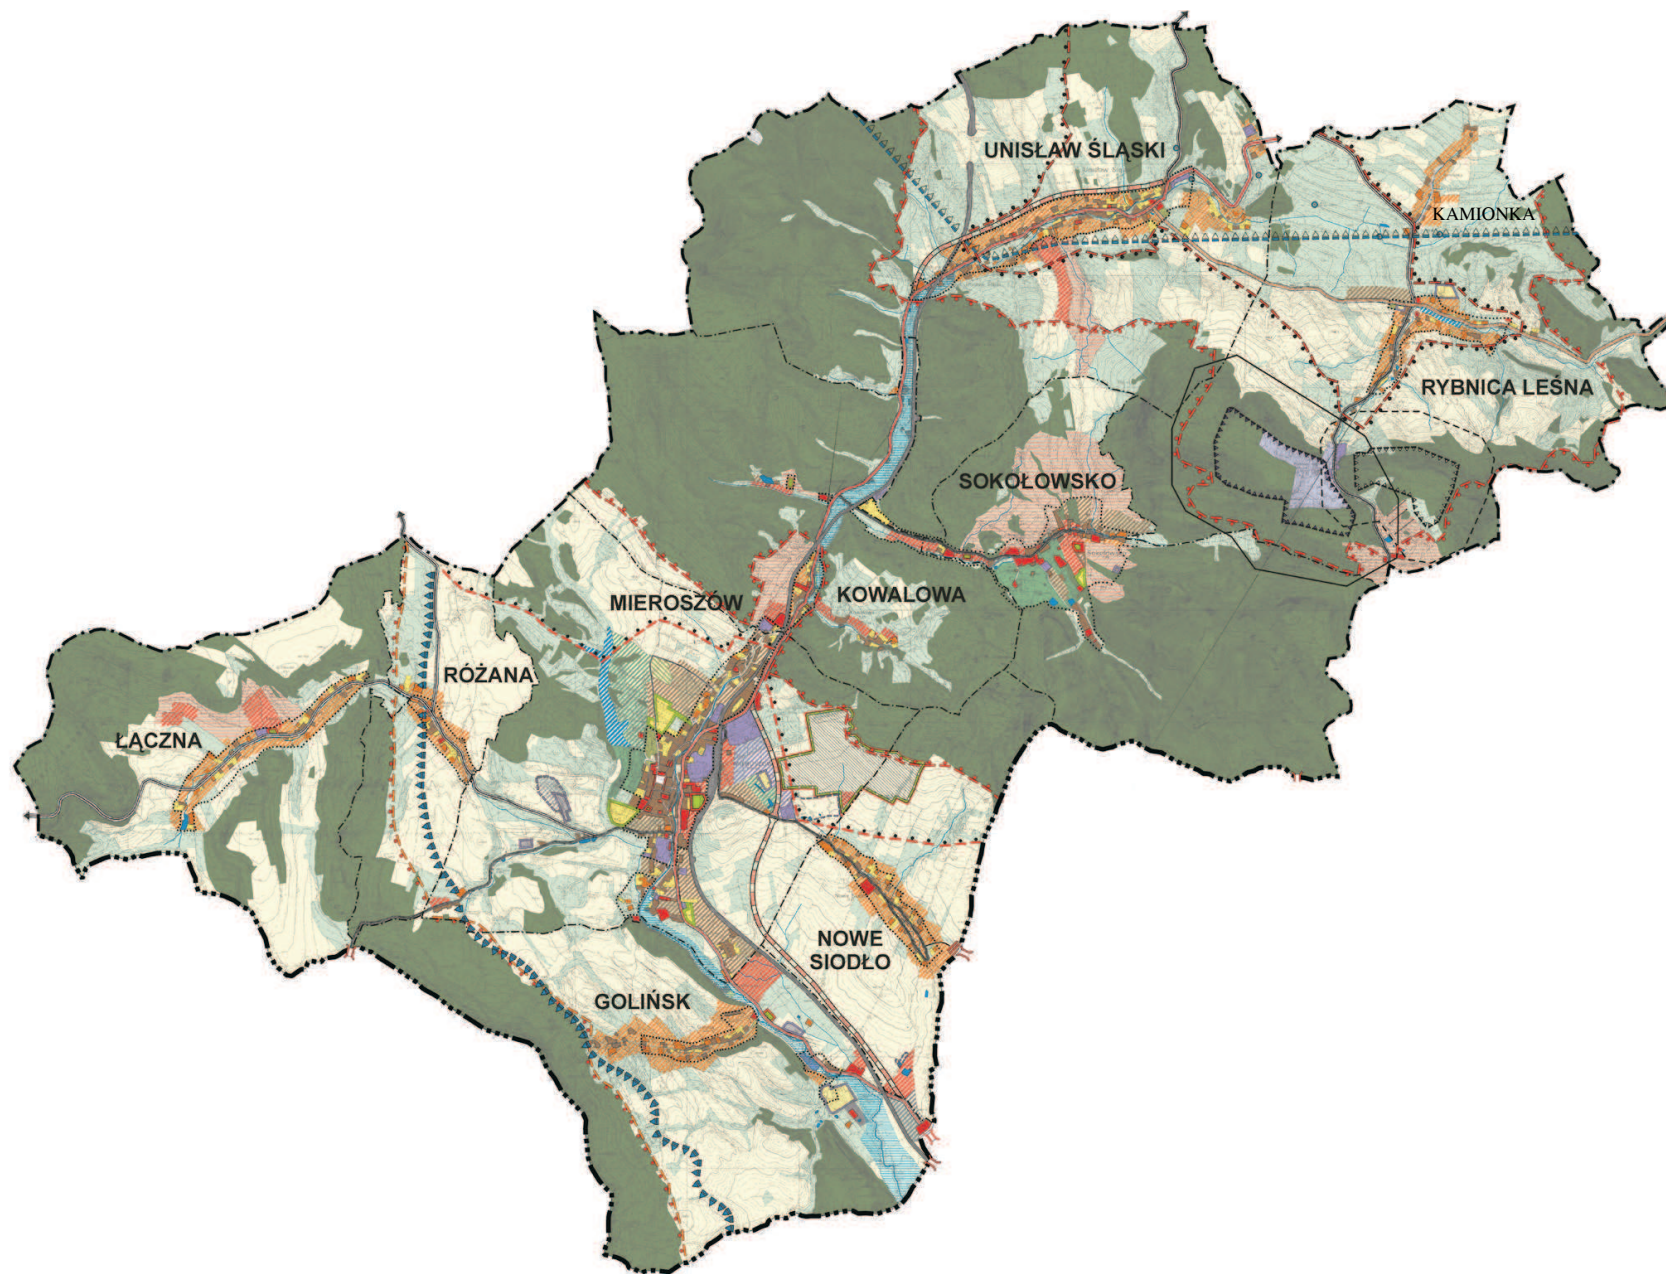 UNISŁAW ŚLĄSKI
KAMIONKA
RYBNICA LEŚNA
SOKOŁOWSKO
KOWALOWA
MIEROSZÓW
RÓŻANA
ŁĄCZNA
NOWE
SIODŁO
GOLIŃSK